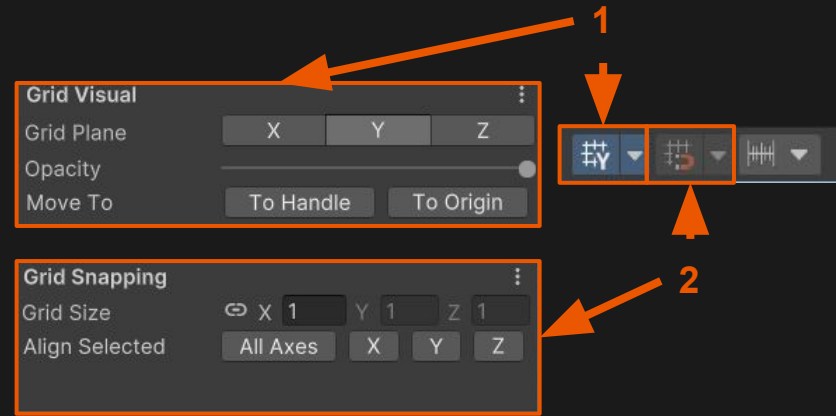 1
Grid Visual
Grid Plane X Y Z
Opacity
Move To To Handle To Origin
Y
2
Grid Snapping
Grid Size X 1 Y 1 Z 1
Align Selected All Axes X Y Z